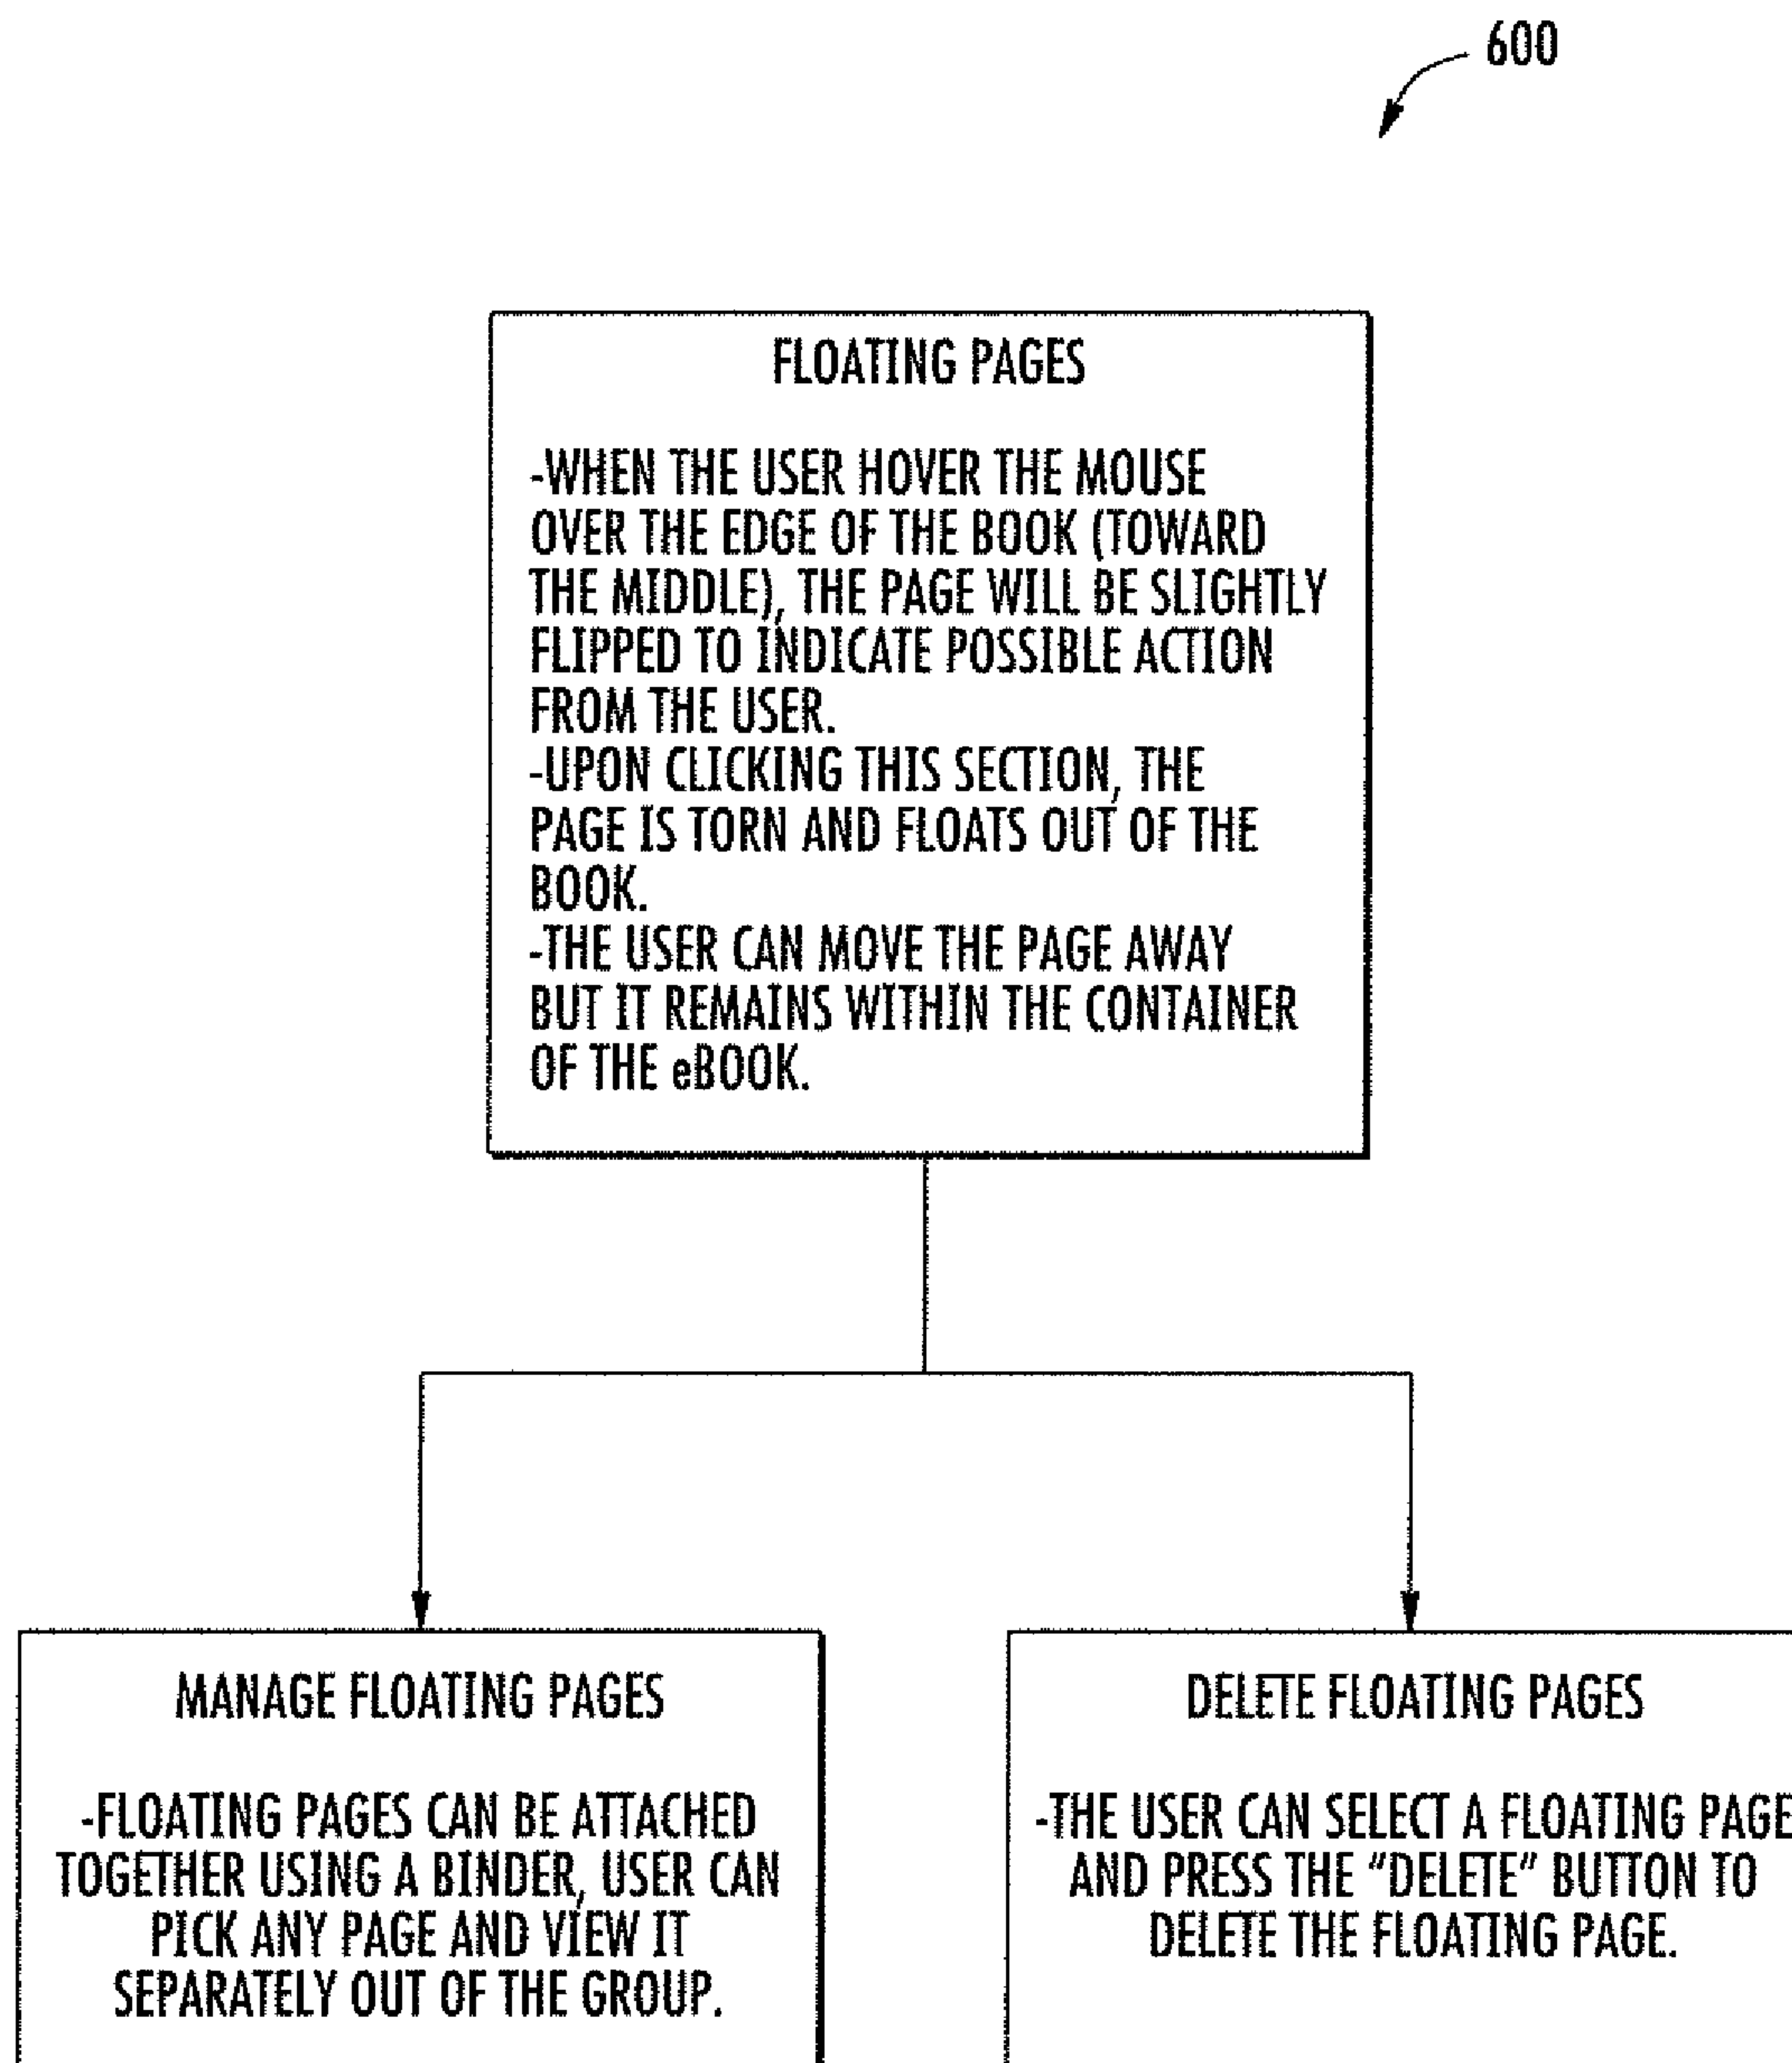 600
FLOATING PAGES
-WHEN THE USER HOVER THE MOUSE
OVER THE EDGE OF THE BOOK (TOWARD
THE MIDDLE), THE PAGE WILL BE SLIGHTLY
FLIPPED TO INDICATE POSSIBLE ACTION
FROM THE USER.
-UPON CLICKING THIS SECTION, THE
PAGE IS TORN AND FLOATS OUT OF THE
BOOK.
-THE USER CAN MOVE THE PAGE AWAY
BUT IT REMAINS WITHIN THE CONTAINER
OF THE eBOOK.
MANAGE FLOATING PAGES
-FLOATING PAGES CAN BE ATTACHED
TOGETHER USING A BINDER, USER CAN
PICK ANY PAGE AND VIEW IT
SEPARATELY OUT OF THE GROUP.
DELETE FLOATING PAGES
-THE USER CAN SELECT A FLOATING PAGE
AND PRESS THE “DELETE” BUTTON TO
DELETE THE FLOATING PAGE.